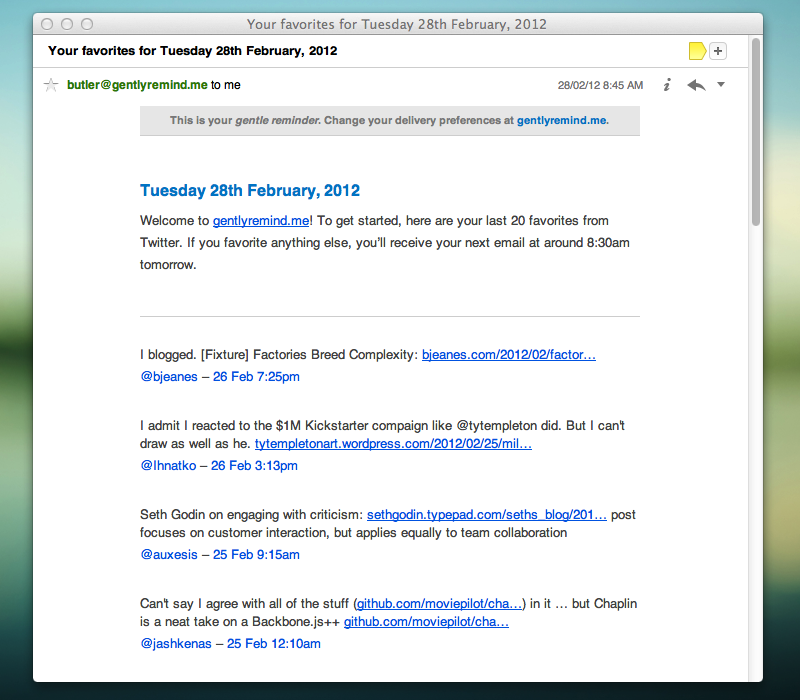 Your favorites for Tuesday 28th February, 2012
Your favorites for Tuesday 28th February, 2012
butler@gentlyremind.me to me
28/02/12 8:45 AM
This is your gentle reminder. Change your delivery preferences at gentlyremind.me.
Tuesday 28th February, 2012
Welcome to gentlyremind.me! To get started, here are your last 20 favorites from
Twitter. If you favorite anything else, you’ll receive your next email at around 8:30am
tomorrow.
I blogged. [Fixture] Factories Breed Complexity: bjeanes.com/2012/02/factor…
@bjeanes – 26 Feb 7:25pm
I admit I reacted to the $1M Kickstarter compaign like @tytempleton did. But I can't
draw as well as he. tytempletonart.wordpress.com/2012/02/25/mil…
@Ihnatko – 26 Feb 3:13pm
Seth Godin on engaging with criticism: sethgodin.typepad.com/seths_blog/201… post
focuses on customer interaction, but applies equally to team collaboration
@auxesis – 25 Feb 9:15am
Can't say I agree with all of the stuff (github.com/moviepilot/cha…) in it … but Chaplin
is a neat take on a Backbone.js++ github.com/moviepilot/cha…
@jashkenas – 25 Feb 12:10am